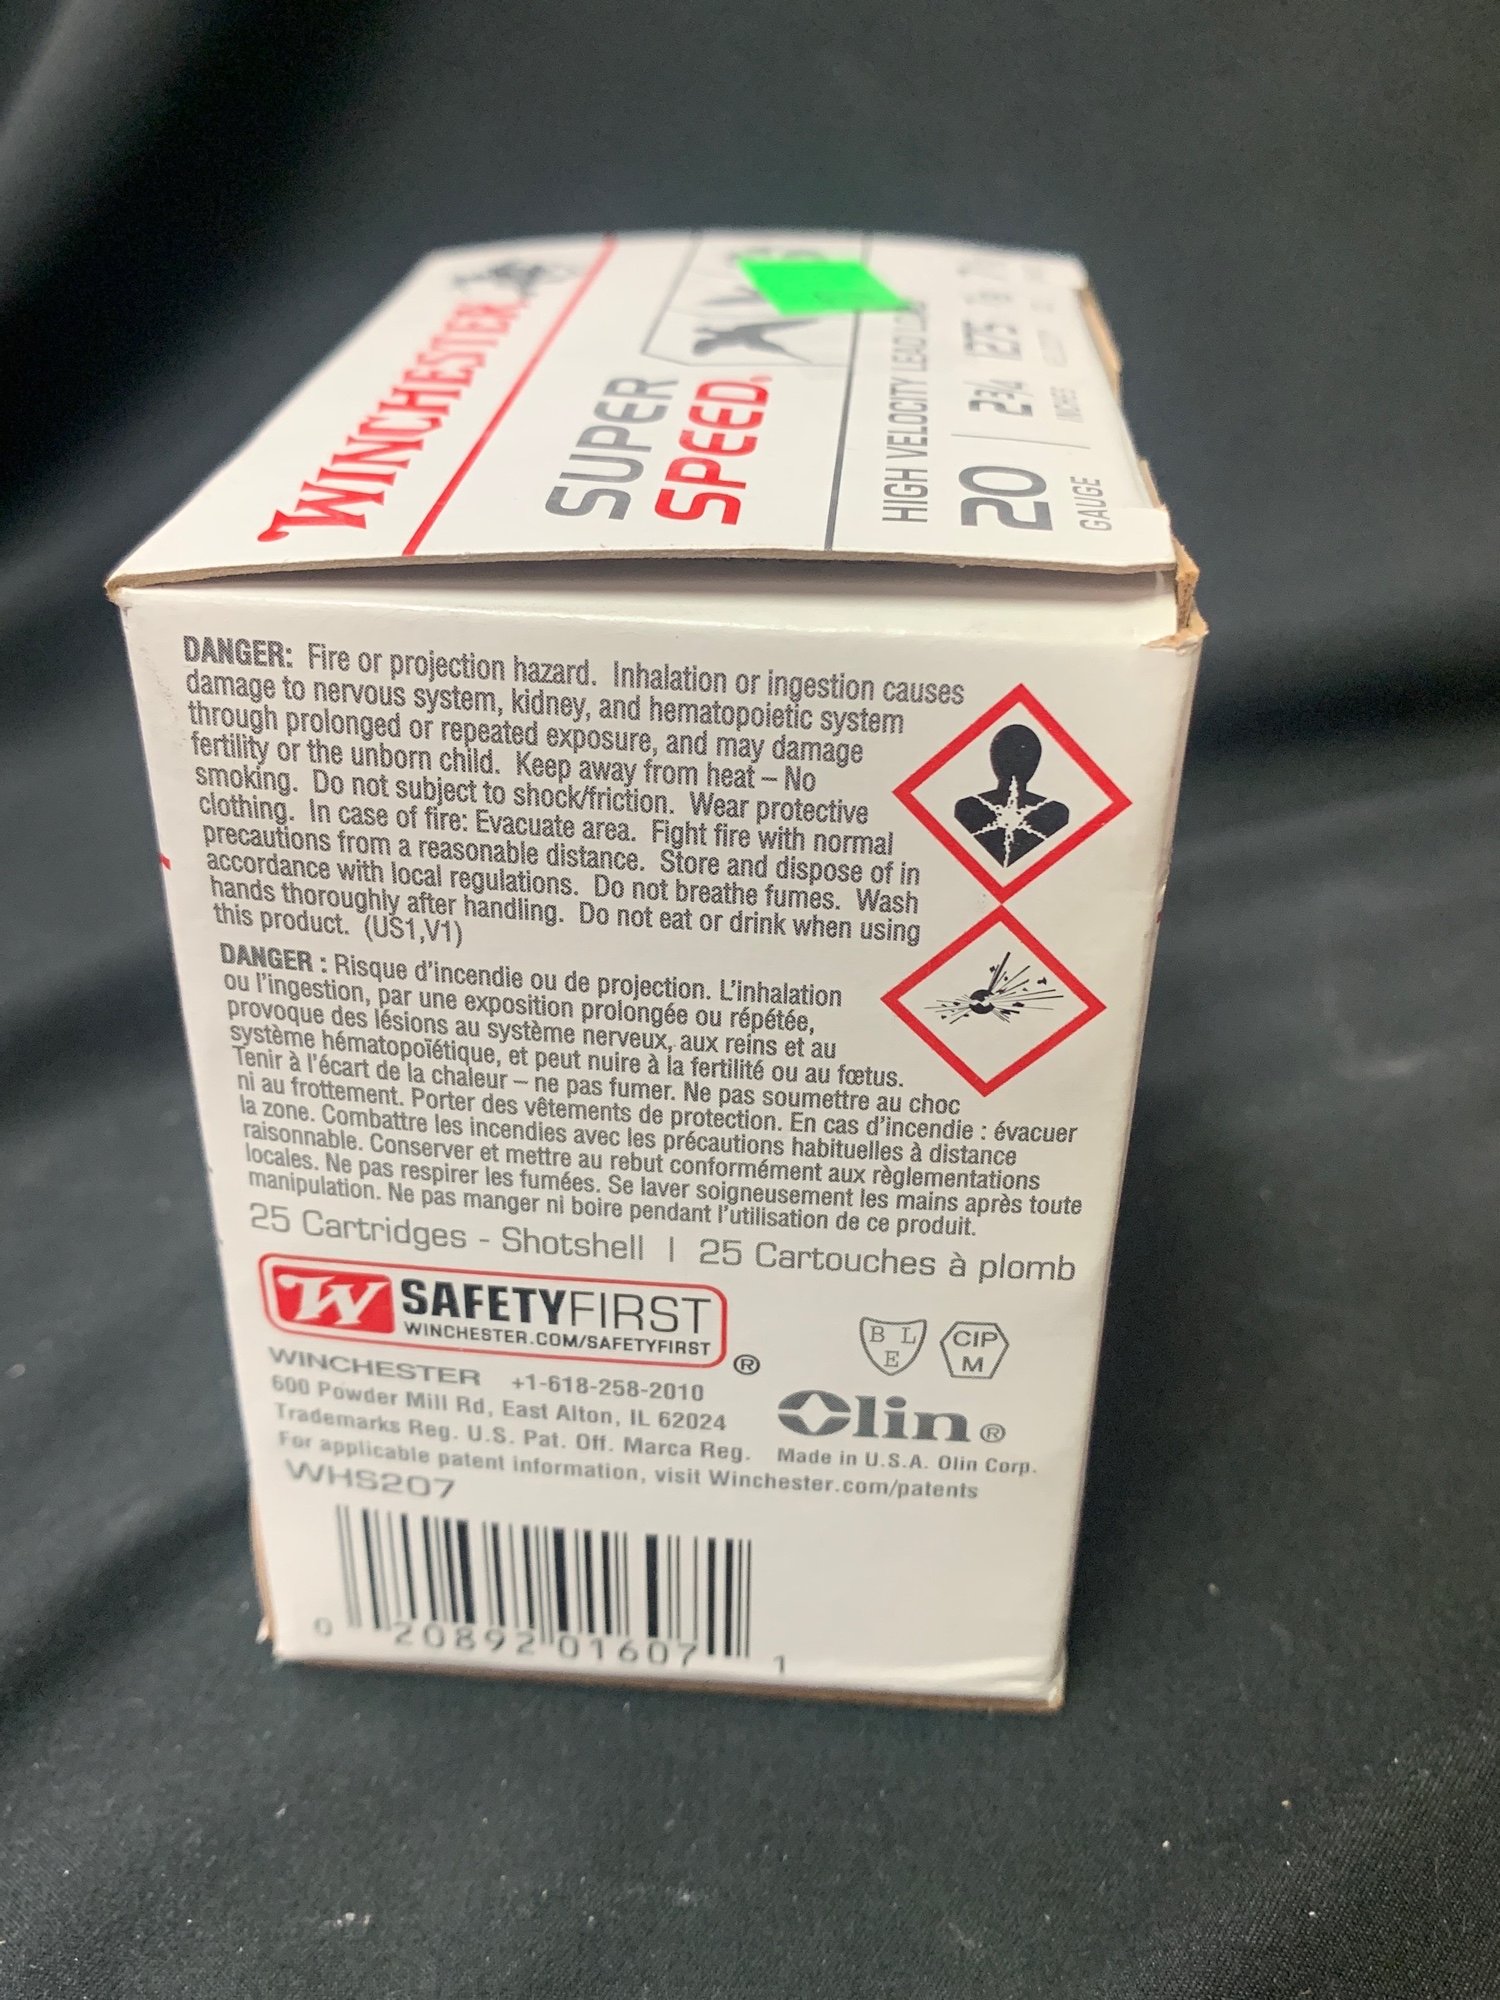 WINCHESTER
SUPER
SPEED®
HIGH VELOCITY LEAD
20 2¾ 1275
GAUGE INCHES
DANGER: Fire or projection hazard. Inhalation or ingestion causes
damage to nervous system, kidney, and hematopoietic system
through prolonged or repeated exposure, and may damage
fertility or the unborn child. Keep away from heat – No
smoking. Do not subject to shock/friction. Wear protective
clothing. In case of fire: Evacuate area. Fight fire with normal
precautions from a reasonable distance. Store and dispose of in
accordance with local regulations. Do not breathe fumes. Wash
hands thoroughly after handling. Do not eat or drink when using
this product. (US1,V1)
DANGER : Risque d'incendie ou de projection. L'inhalation
ou l'ingestion, par une exposition prolongée ou répétée,
provoque des lésions au système nerveux, aux reins et au
système hématopoïétique, et peut nuire à la fertilité ou au fœtus.
Tenir à l'écart de la chaleur – ne pas fumer. Ne pas soumettre au choc
ni au frottement. Porter des vêtements de protection. En cas d'incendie : évacuer
la zone. Combattre les incendies avec les précautions habituelles à distance
raisonnable. Conserver et mettre au rebut conformément aux règlementations
locales. Ne pas respirer les fumées. Se laver soigneusement les mains après toute
manipulation. Ne pas manger ni boire pendant l'utilisation de ce produit.
25 Cartridges - Shotshell | 25 Cartouches à plomb
W SAFETYFIRST
WINCHESTER.COM/SAFETYFIRST ®
B L E
CIP M
WINCHESTER +1-618-258-2010
600 Powder Mill Rd, East Alton, IL 62024
Olin®
Trademarks Reg. U.S. Pat. Off. Marca Reg. Made in U.S.A. Olin Corp.
For applicable patent information, visit Winchester.com/patents
WHS207
0 20892 01607 1